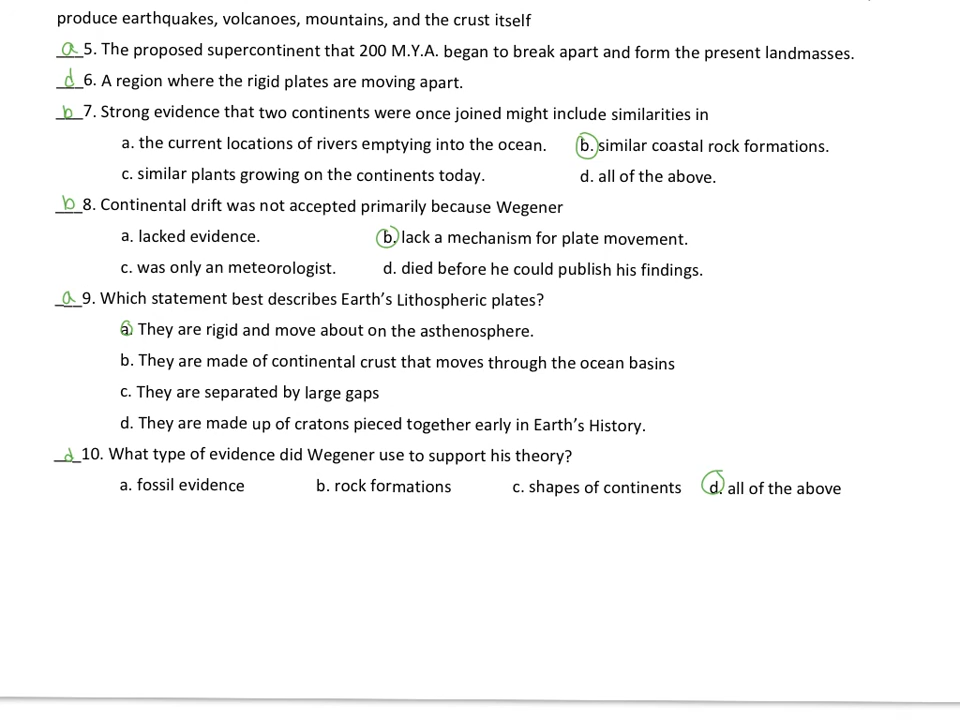 produce earthquakes, volcanoes, mountains, and the crust itself
a 5. The proposed supercontinent that 200 M.Y.A. began to break apart and form the present landmasses.
d 6. A region where the rigid plates are moving apart.
b 7. Strong evidence that two continents were once joined might include similarities in
a. the current locations of rivers emptying into the ocean. b. similar coastal rock formations.
c. similar plants growing on the continents today. d. all of the above.
b 8. Continental drift was not accepted primarily because Wegener
a. lacked evidence. b. lack a mechanism for plate movement.
c. was only an meteorologist. d. died before he could publish his findings.
a 9. Which statement best describes Earth's Lithospheric plates?
a. They are rigid and move about on the asthenosphere.
b. They are made of continental crust that moves through the ocean basins
c. They are separated by large gaps
d. They are made up of cratons pieced together early in Earth's History.
d 10. What type of evidence did Wegener use to support his theory?
a. fossil evidence b. rock formations c. shapes of continents d. all of the above